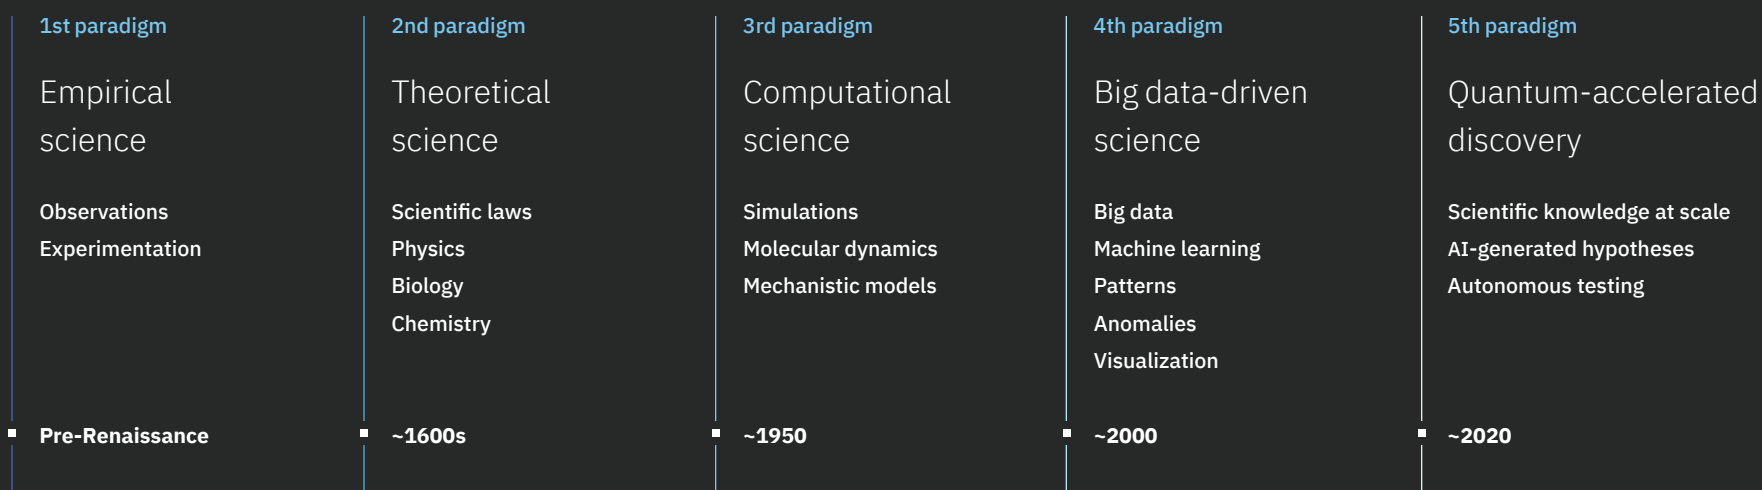 1st paradigm
Empirical
science
Observations
Experimentation
Pre-Renaissance
2nd paradigm
Theoretical
science
Scientific laws
Physics
Biology
Chemistry
~1600s
3rd paradigm
Computational
science
Simulations
Molecular dynamics
Mechanistic models
~1950
4th paradigm
Big data-driven
science
Big data
Machine learning
Patterns
Anomalies
Visualization
~2000
5th paradigm
Quantum-accelerated
discovery
Scientific knowledge at scale
AI-generated hypotheses
Autonomous testing
~2020